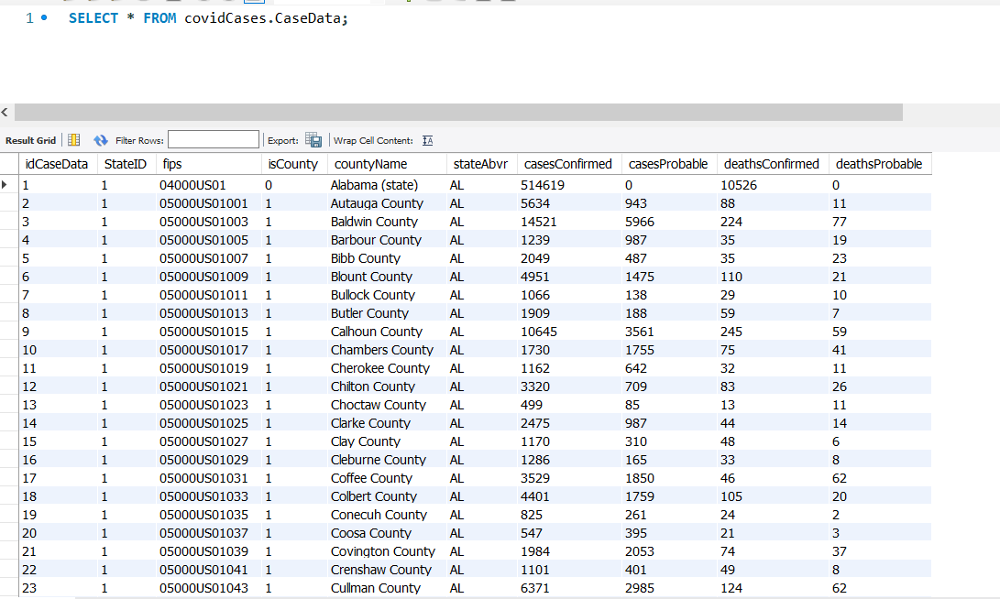 1 SELECT * FROM covidCases.CaseData;
Result Grid Filter Rows: Export: Wrap Cell Content: IA
idCaseData StateID fips isCounty countyName stateAbvr casesConfirmed casesProbable deathsConfirmed deathsProbable
1 1 04000US01 0 Alabama (state) AL 514619 0 10526 0
2 1 05000US01001 1 Autauga County AL 5634 943 88 11
3 1 05000US01003 1 Baldwin County AL 14521 5966 224 77
4 1 05000US01005 1 Barbour County AL 1239 987 35 19
5 1 05000US01007 1 Bibb County AL 2049 487 35 23
6 1 05000US01009 1 Blount County AL 4951 1475 110 21
7 1 05000US01011 1 Bullock County AL 1066 138 29 10
8 1 05000US01013 1 Butler County AL 1909 188 59 7
9 1 05000US01015 1 Calhoun County AL 10645 3561 245 59
10 1 05000US01017 1 Chambers County AL 1730 1755 75 41
11 1 05000US01019 1 Cherokee County AL 1162 642 32 11
12 1 05000US01021 1 Chilton County AL 3320 709 83 26
13 1 05000US01023 1 Choctaw County AL 499 85 13 11
14 1 05000US01025 1 Clarke County AL 2475 987 44 14
15 1 05000US01027 1 Clay County AL 1170 310 48 6
16 1 05000US01029 1 Cleburne County AL 1286 165 33 8
17 1 05000US01031 1 Coffee County AL 3529 1850 46 62
18 1 05000US01033 1 Colbert County AL 4401 1759 105 20
19 1 05000US01035 1 Conecuh County AL 825 261 24 2
20 1 05000US01037 1 Coosa County AL 547 395 21 3
21 1 05000US01039 1 Covington County AL 1984 2053 74 37
22 1 05000US01041 1 Crenshaw County AL 1101 401 49 8
23 1 05000US01043 1 Cullman County AL 6371 2985 124 62